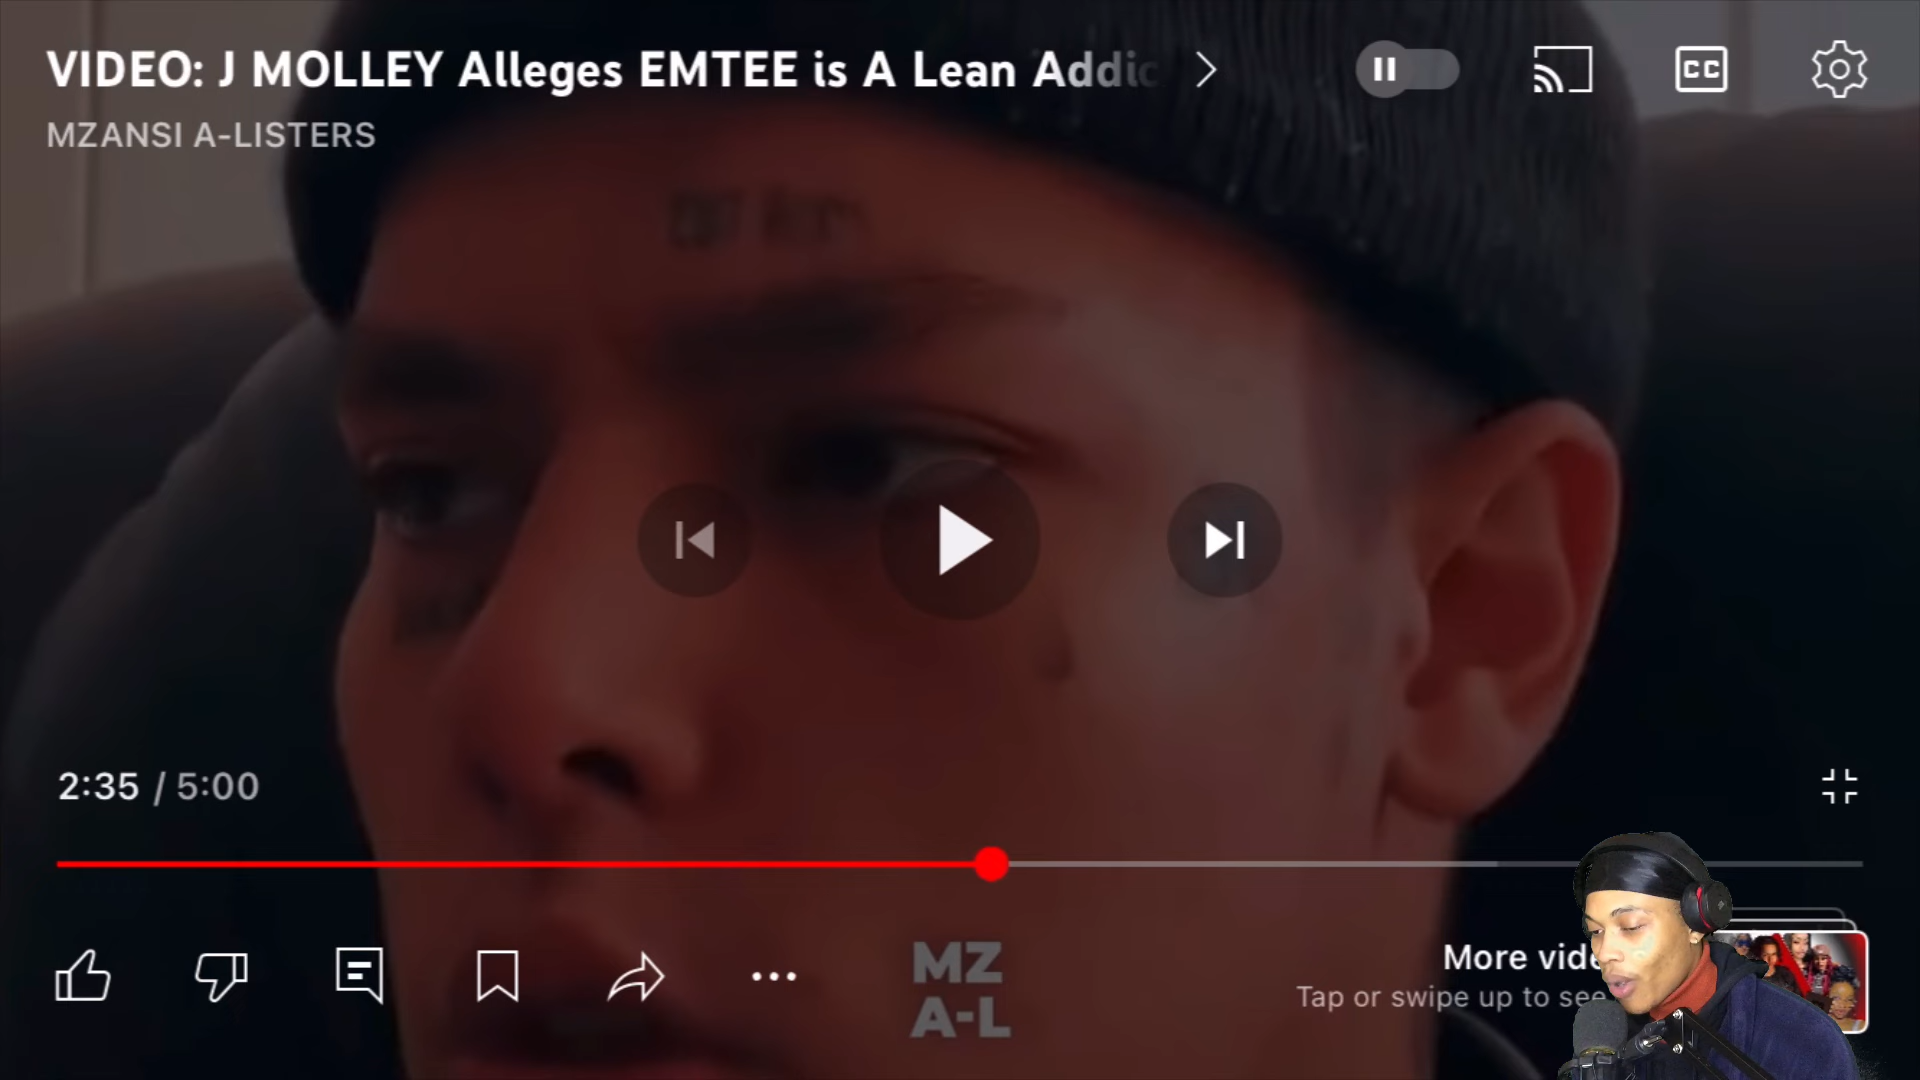 VIDEO: J MOLLEY Alleges EMTEE is A Lean Addic
MZANSI A-LISTERS
CC
2:35 / 5:00
MZ
A-L
More vide
Tap or swipe up to see